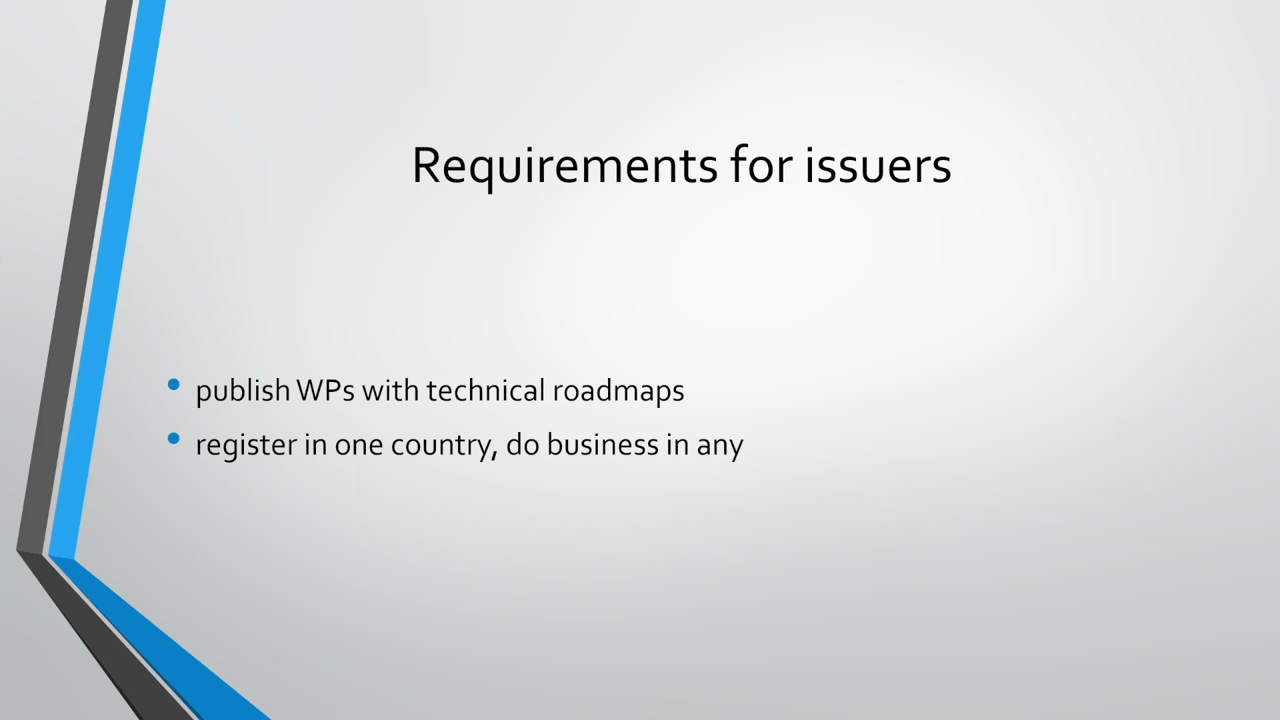 Requirements for issuers
• publish WPs with technical roadmaps
• register in one country, do business in any